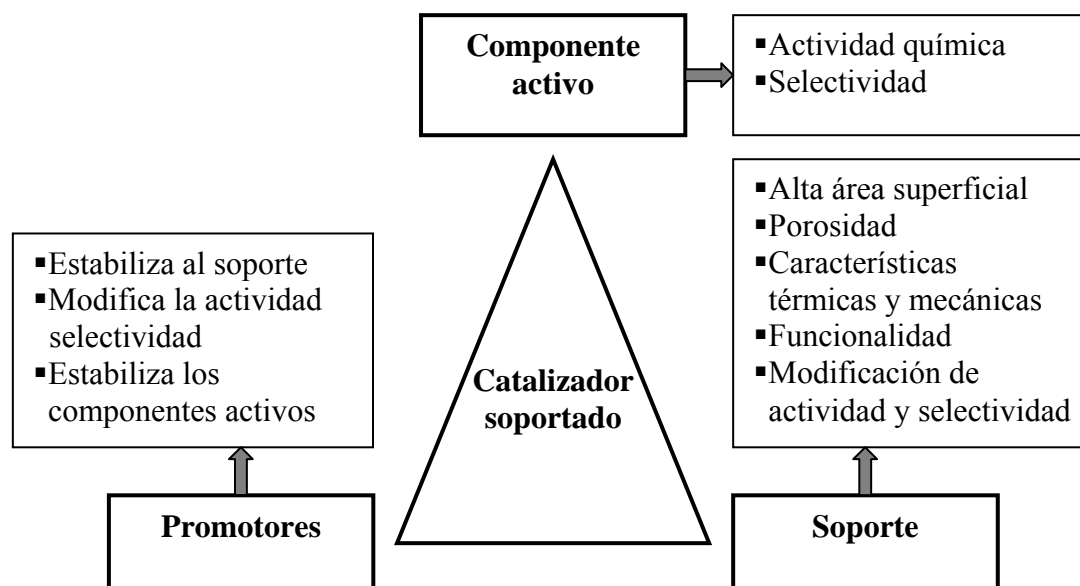 Componente
activo
▪Actividad química
▪Selectividad
▪Alta área superficial
▪Porosidad
▪Características
térmicas y mecánicas
▪Funcionalidad
▪Modificación de
actividad y selectividad
▪Estabiliza al soporte
▪Modifica la actividad
selectividad
▪Estabiliza los
componentes activos
Catalizador
soportado
Promotores
Soporte